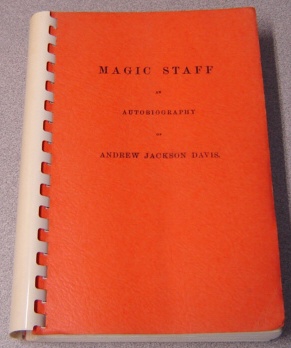 MAGIC STAFF
AN
AUTOBIOGRAPHY
OF
ANDREW JACKSON DAVIS.